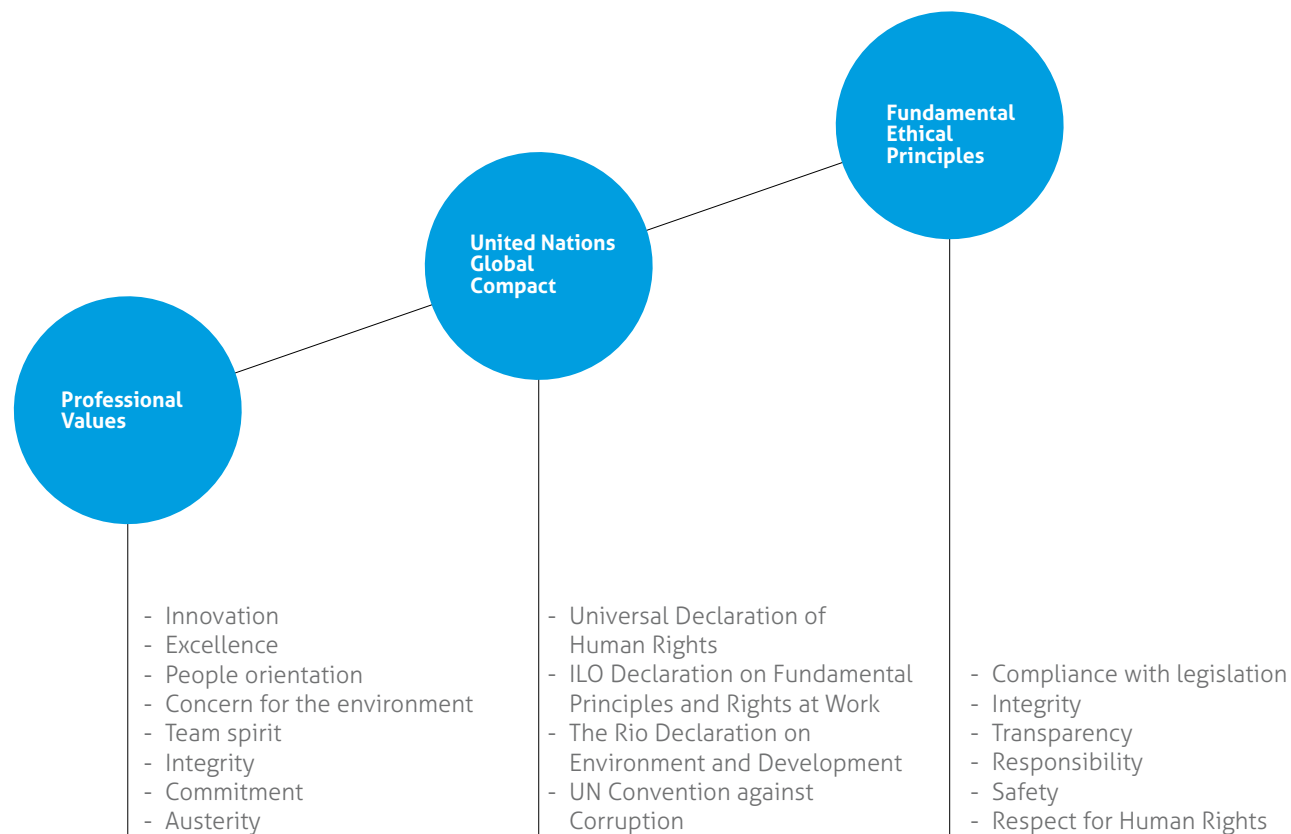 Fundamental
Ethical
Principles
United Nations
Global
Compact
Professional
Values
- Innovation
- Excellence
- People orientation
- Concern for the environment
- Team spirit
- Integrity
- Commitment
- Austerity
- Universal Declaration of
Human Rights
- ILO Declaration on Fundamental
Principles and Rights at Work
- The Rio Declaration on
Environment and Development
- UN Convention against
Corruption
- Compliance with legislation
- Integrity
- Transparency
- Responsibility
- Safety
- Respect for Human Rights